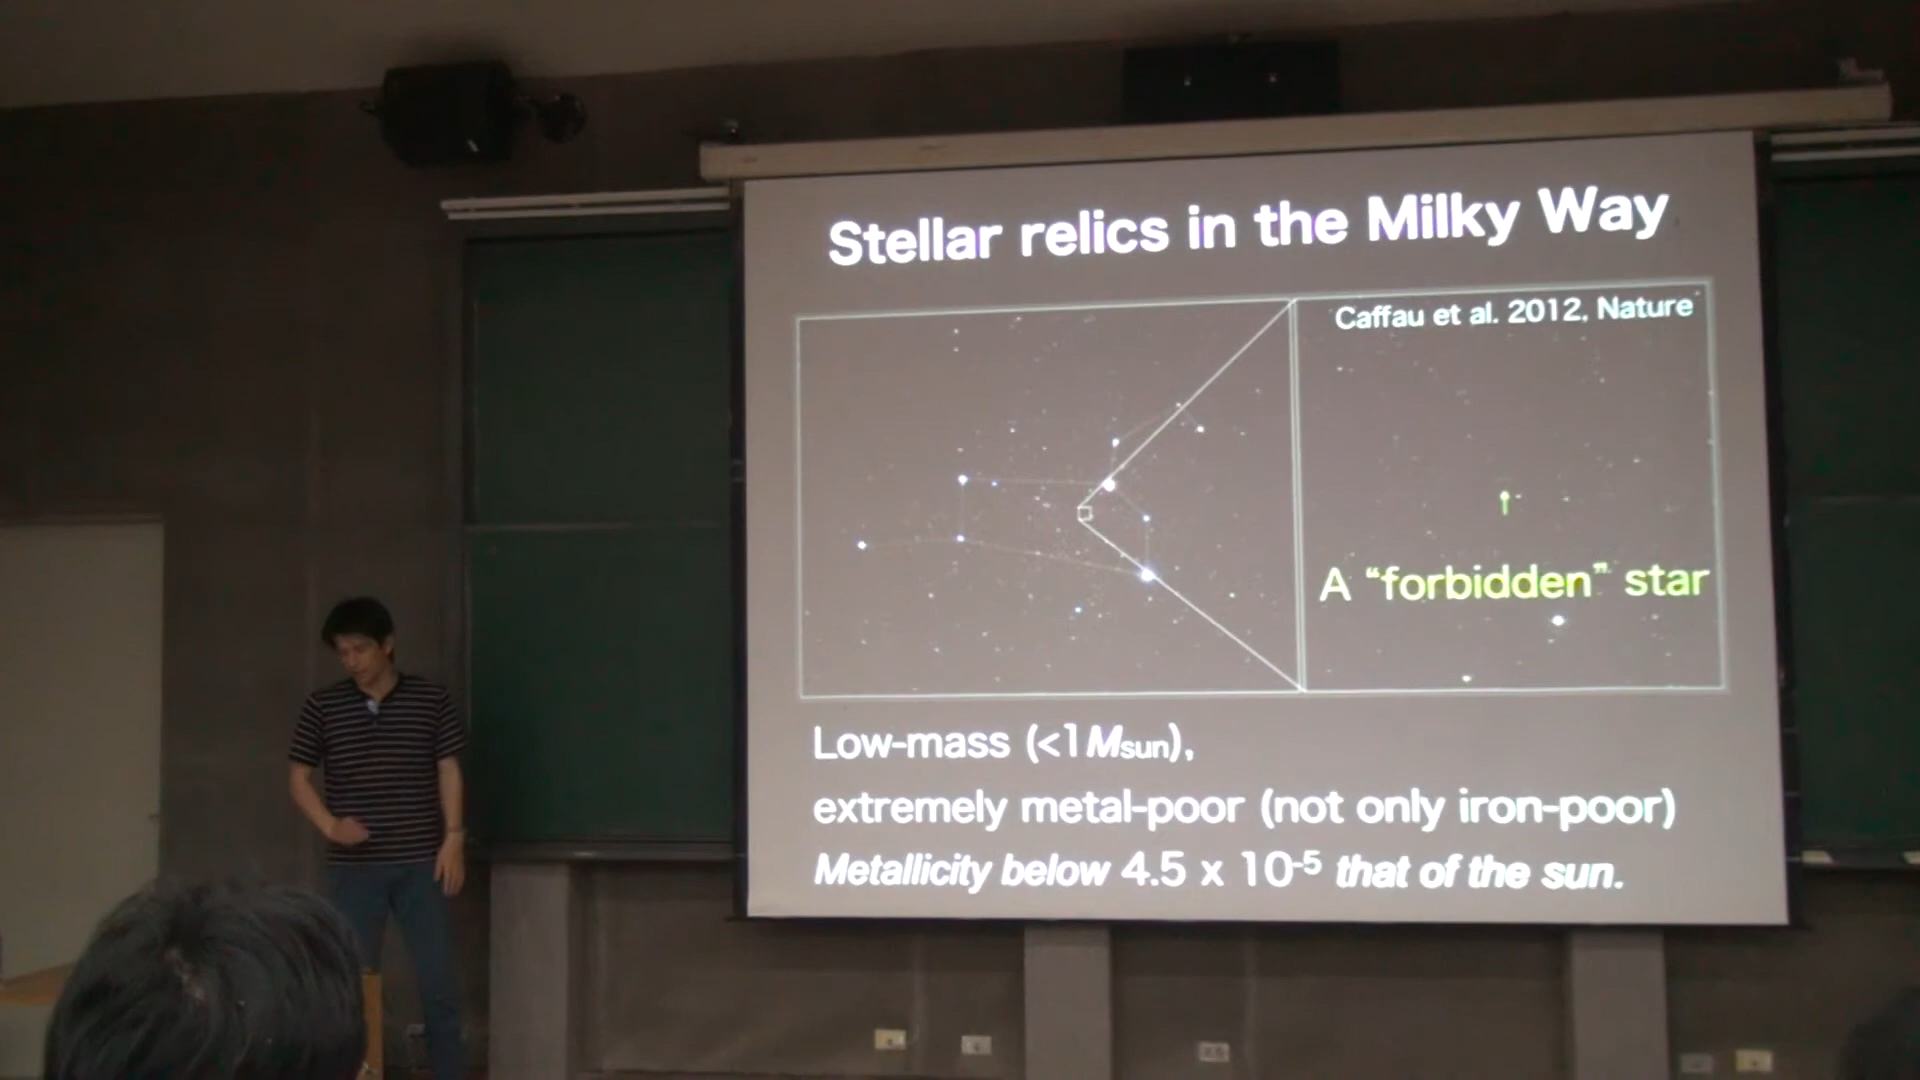 Stellar relics in the Milky Way
Caffau et al. 2012, Nature
A “forbidden” star
Low-mass (<1Msun),
extremely metal-poor (not only iron-poor)
Metallicity below 4.5 x 10-5 that of the sun.